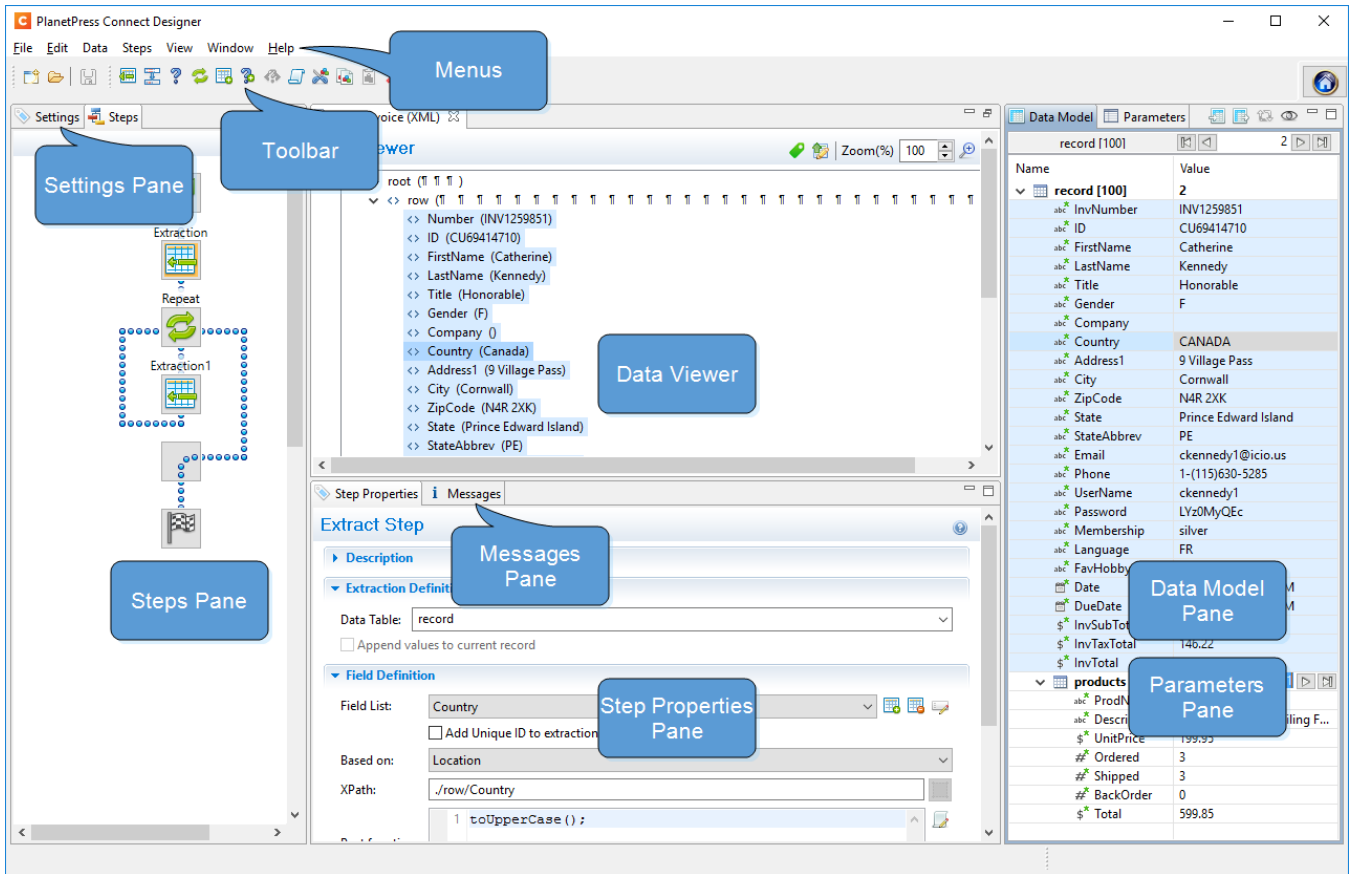 PlanetPress Connect Designer
File Edit Data Steps View Window Help
Menus
Settings Steps
Toolbar
Settings Pane
Extraction
Repeat
Extraction1
Steps Pane
voice (XML)
ewer
Zoom(%) 100
root (¶ ¶ ¶ )
row (¶ ¶ ¶ ¶ ¶ ¶ ¶ ¶ ¶ ¶ ¶ ¶ ¶ ¶ ¶ ¶ ¶ ¶ ¶ ¶ ¶ ¶ ¶ ¶ ¶ ¶ ¶ ¶ ¶
<> Number (INV1259851)
<> ID (CU69414710)
<> FirstName (Catherine)
<> LastName (Kennedy)
<> Title (Honorable)
<> Gender (F)
<> Company ()
<> Country (Canada)
<> Address1 (9 Village Pass)
<> City (Cornwall)
<> ZipCode (N4R 2XK)
<> State (Prince Edward Island)
<> StateAbbrev (PE)
Data Viewer
Step Properties Messages
Extract Step
Messages
Pane
Description
Extraction Definiti
Data Table: record
Append values to current record
Field Definition
Field List: Country
Step Properties
Pane
Add Unique ID to extraction
Based on: Location
XPath: ./row/Country
1 toUpperCase();
Data Model Parameters
record [100] 2
Name Value
record [100] 2
InvNumber INV1259851
ID CU69414710
FirstName Catherine
LastName Kennedy
Title Honorable
Gender F
Company
Country CANADA
Address1 9 Village Pass
City Cornwall
ZipCode N4R 2XK
State Prince Edward Island
StateAbbrev PE
Email ckennedy1@icio.us
Phone 1-(115)630-5285
UserName ckennedy1
Password LYz0MyQEc
Membership silver
Language FR
FavHobby
Date M
DueDate M
Data Model
Pane
InvSubTot
InvTaxTotal 146.22
InvTotal
products 1
Parameters
Pane
ProdN
Descri iling F...
UnitPrice 199.95
Ordered 3
Shipped 3
BackOrder 0
Total 599.85